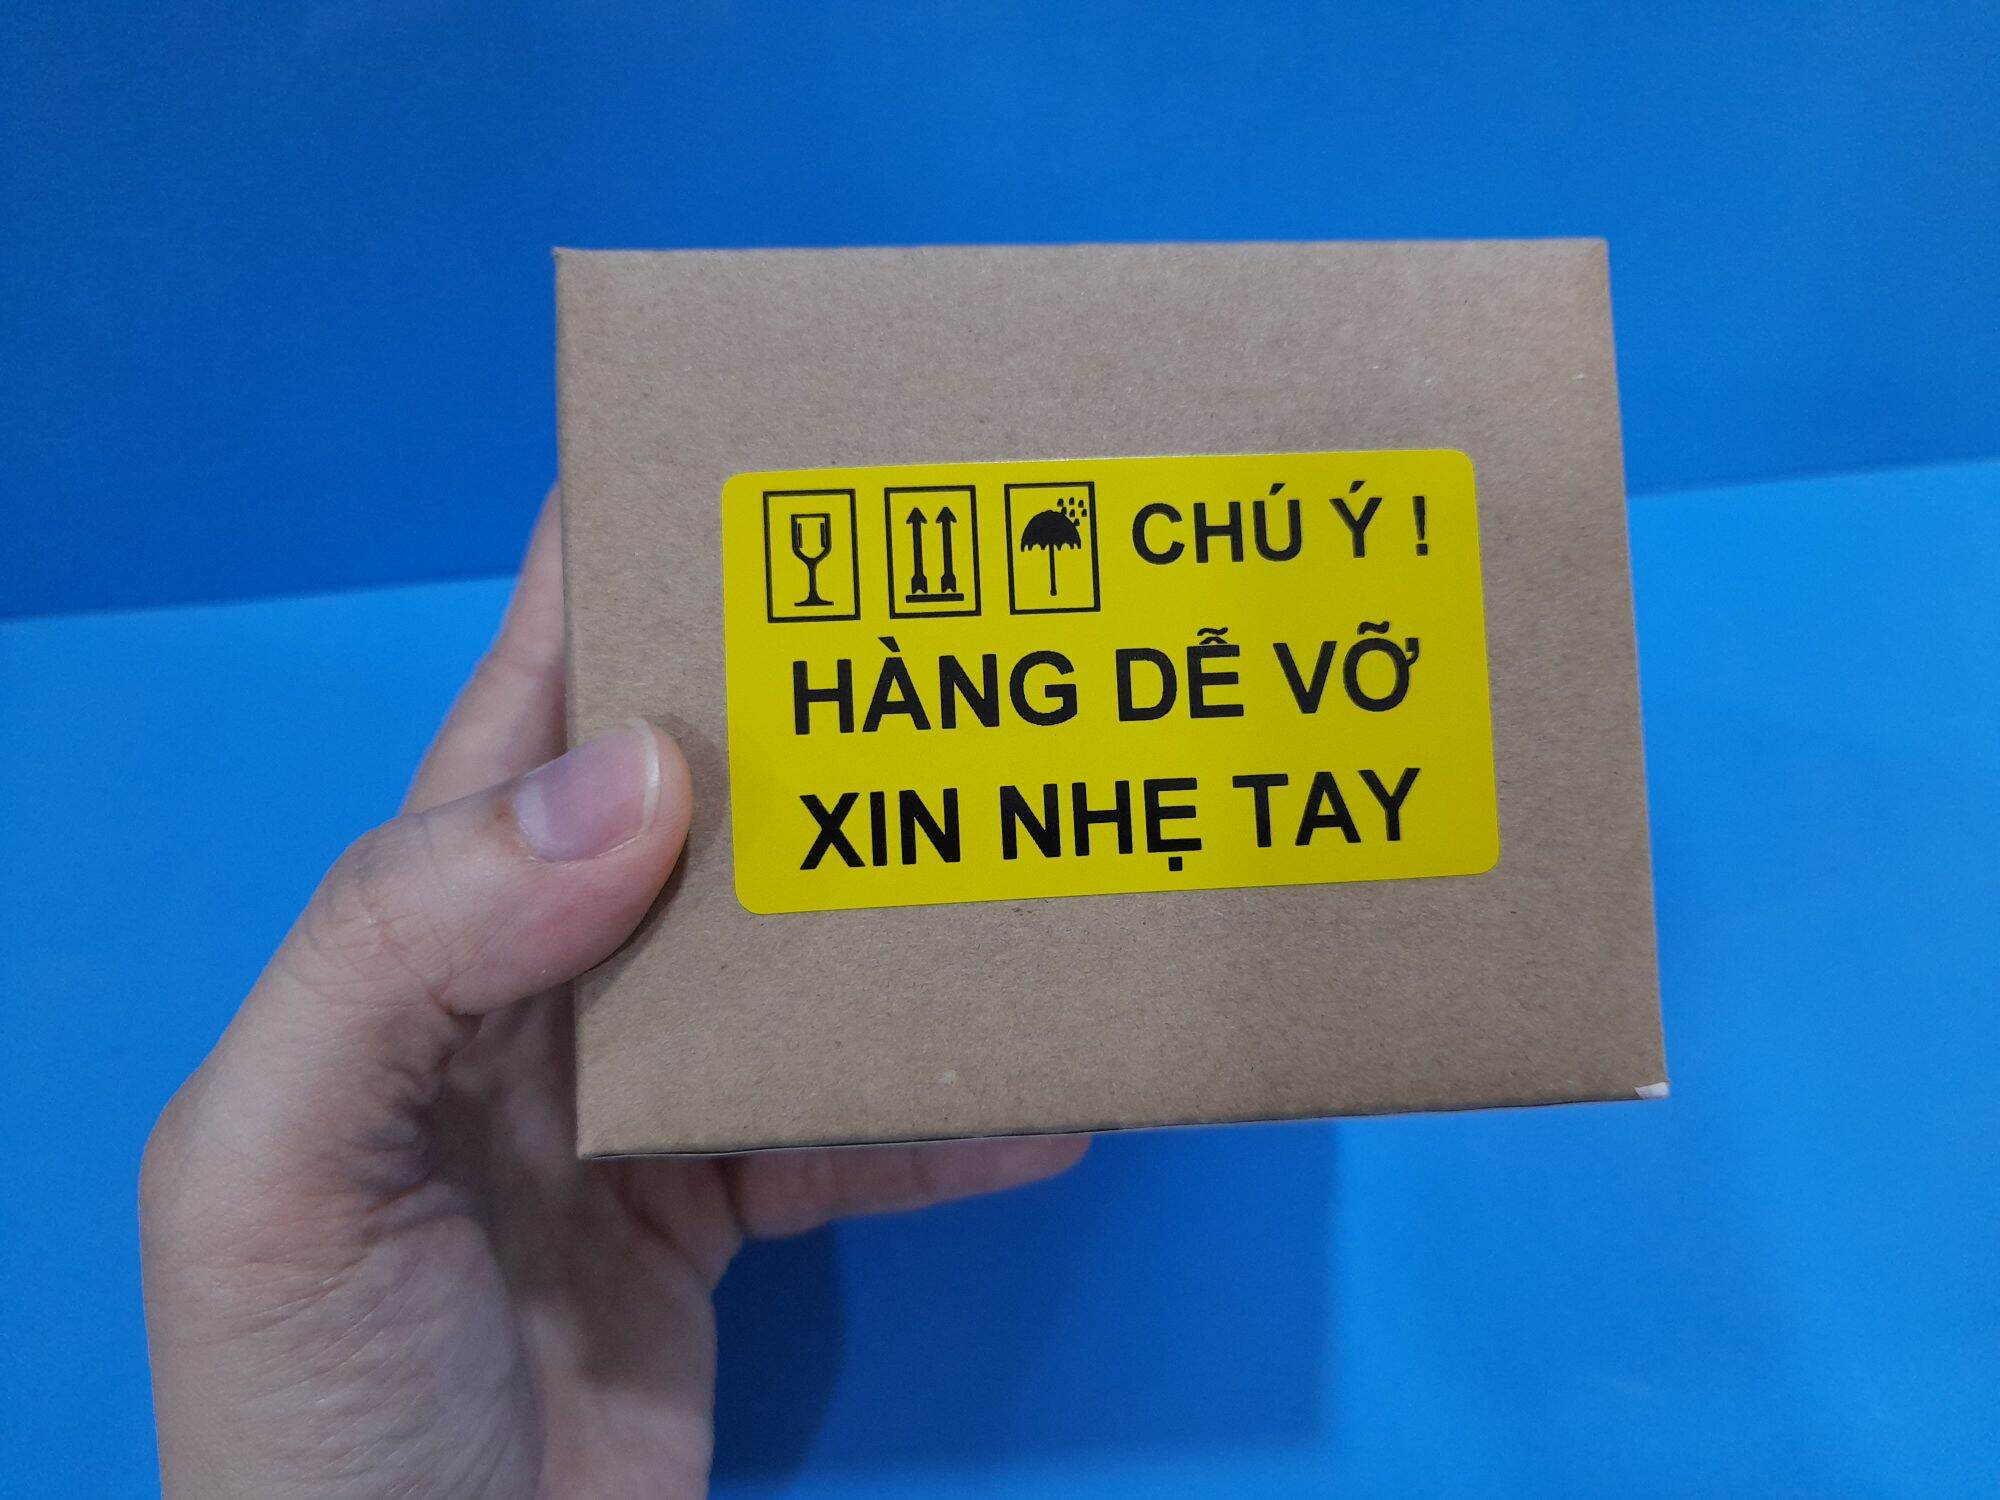 CHÚ Ý !
HÀNG DỄ VỠ
XIN NHẸ TAY